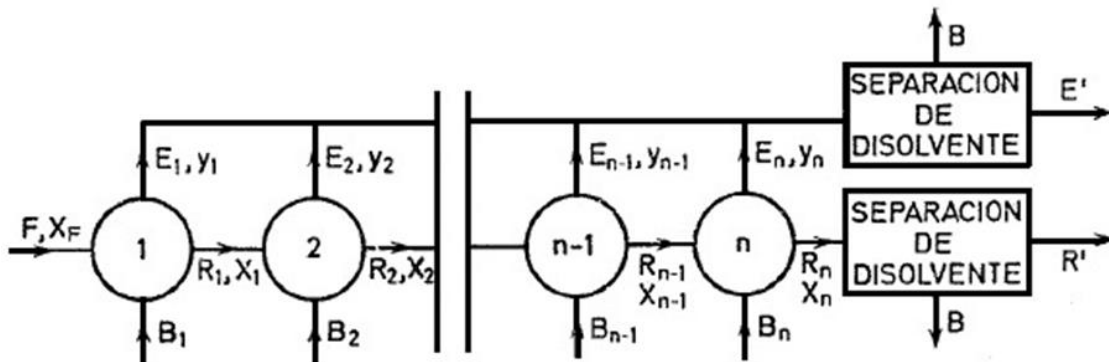 B
SEPARACION
DE
DISOLVENTE
E'
E₁, y₁
E₂, y₂
Eₙ₋₁, yₙ₋₁
Eₙ, yₙ
F, X_F
1
R₁, X₁
2
R₂, X₂
n-1
Rₙ₋₁
Xₙ₋₁
n
Rₙ
Xₙ
SEPARACION
DE
DISOLVENTE
R'
B₁
B₂
Bₙ₋₁
Bₙ
B